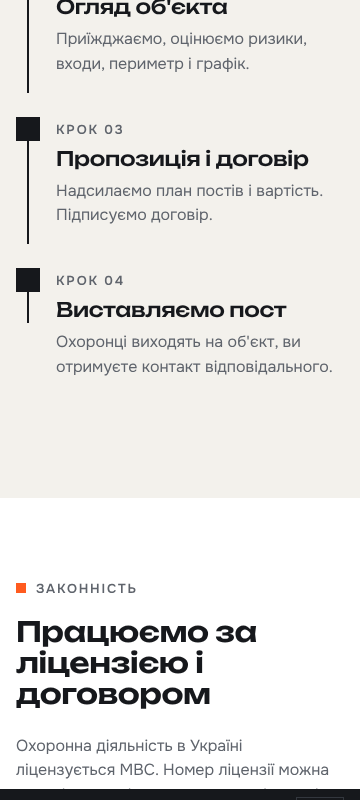 Огляд об'єкта
Приїжджаємо, оцінюємо ризики,
входи, периметр і графік.
КРОК 03
Пропозиція і договір
Надсилаємо план постів і вартість.
Підписуємо договір.
КРОК 04
Виставляємо пост
Охоронці виходять на об'єкт, ви
отримуєте контакт відповідального.
ЗАКОННІСТЬ
Працюємо за
ліцензією і
договором
Охоронна діяльність в Україні
ліцензується МВС. Номер ліцензії можна